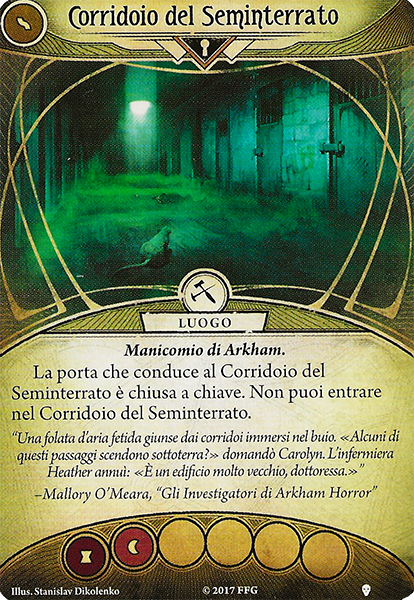 Corridoio del Seminterrato
LUOGO
Manicomio di Arkham.
La porta che conduce al Corridoio del
Seminterrato è chiusa a chiave. Non puoi entrare
nel Corridoio del Seminterrato.
“Una folata d’aria fetida giunse dai corridoi immersi nel buio. «Alcuni di
questi passaggi scendono sottoterra?» domandò Carolyn. L’infermiera
Heather annuì: «È un edificio molto vecchio, dottoressa.»”
–Mallory O’Meara, “Gli Investigatori di Arkham Horror”
Illus. Stanislav Dikolenko
© 2017 FFG